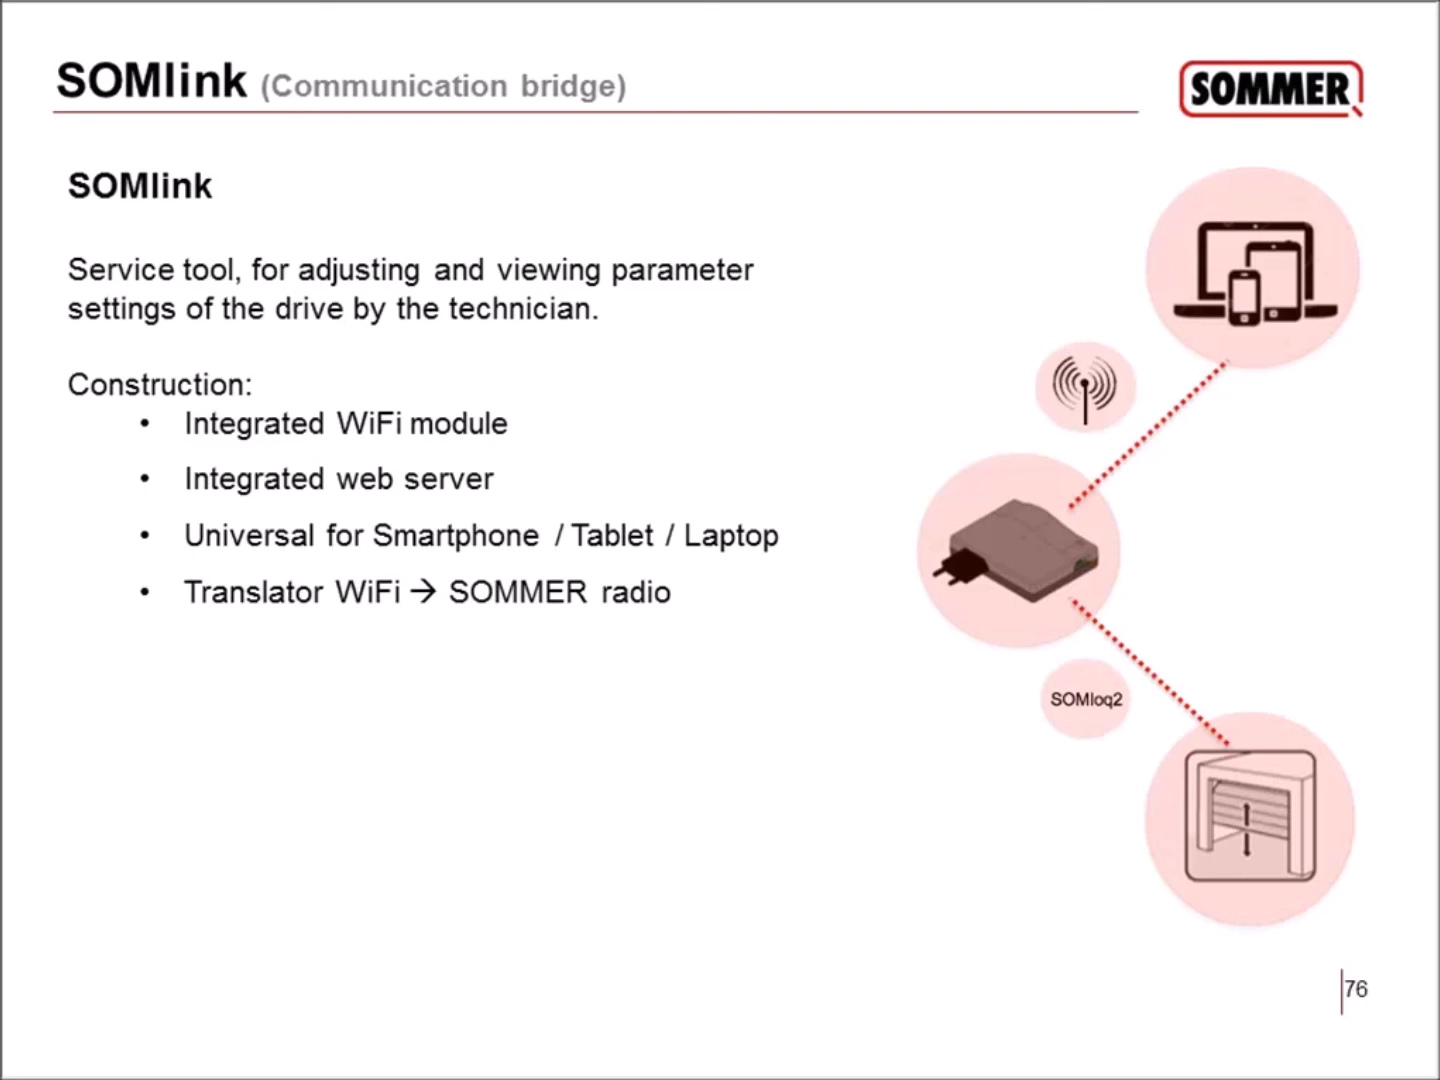 SOMlink (Communication bridge)
SOMMER
SOMlink
Service tool, for adjusting and viewing parameter
settings of the drive by the technician.
Construction:
• Integrated WiFi module
• Integrated web server
• Universal for Smartphone / Tablet / Laptop
• Translator WiFi → SOMMER radio
SOMloq2
76